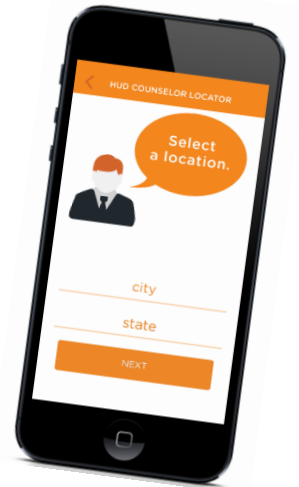 HUD COUNSELOR LOCATOR
Select
a location.
city
state
NEXT